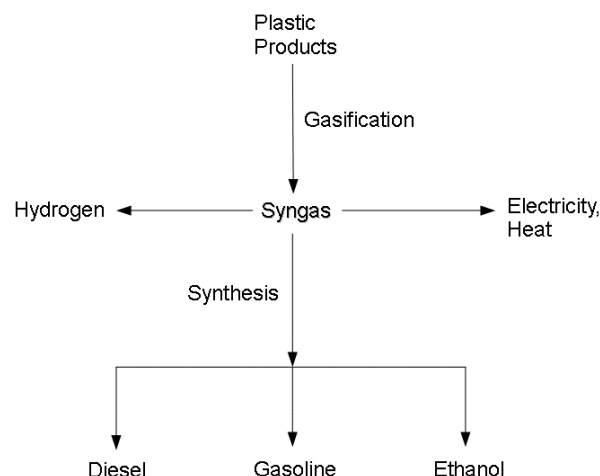 Plastic
Products
Gasification
Hydrogen
Syngas
Electricity,
Heat
Synthesis
Diesel
Gasoline
Ethanol